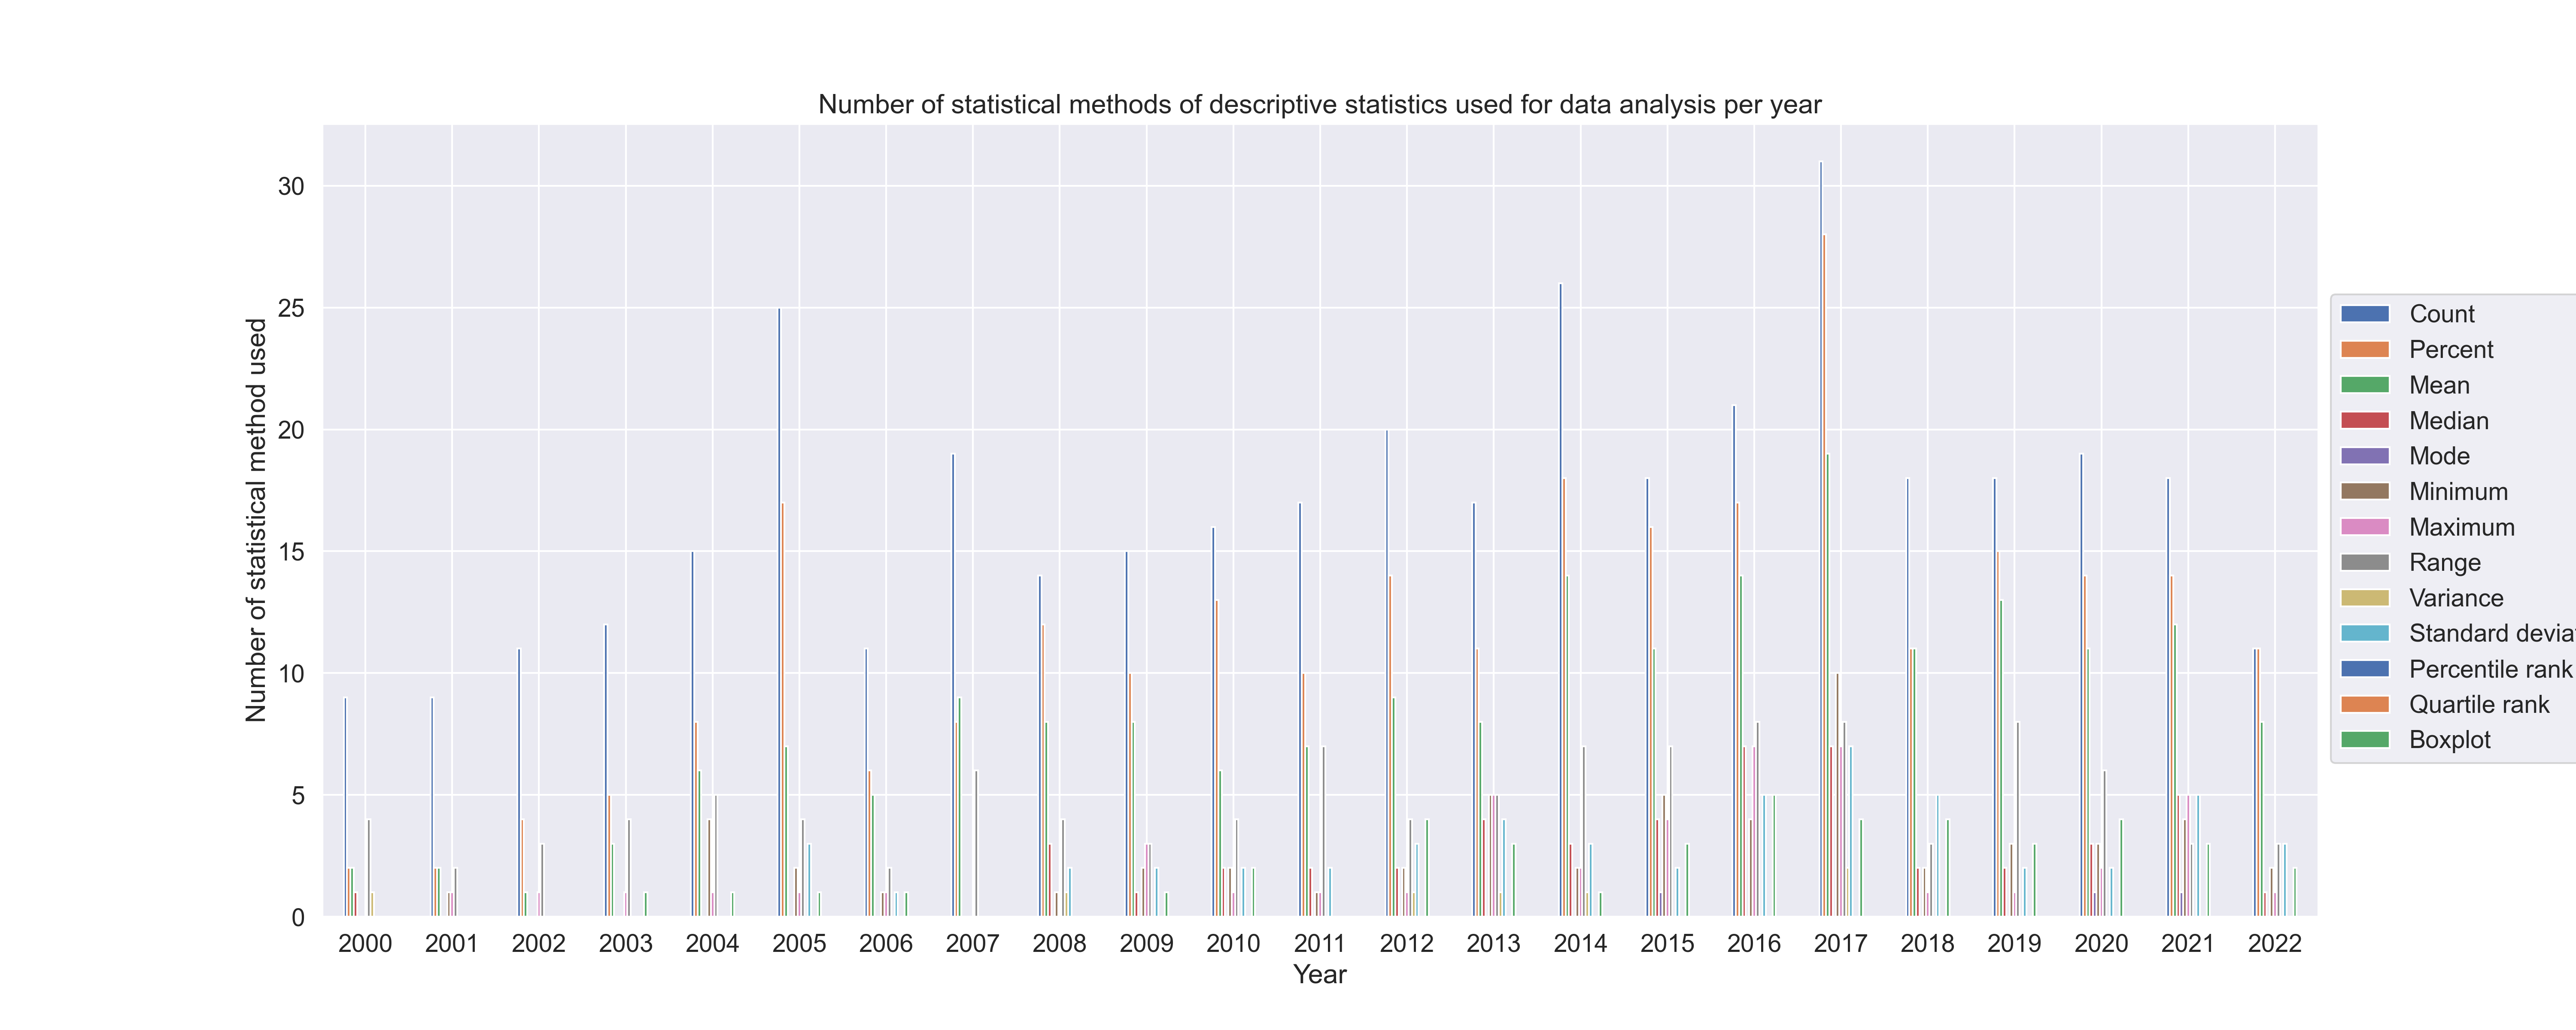 Number of statistical methods of descriptive statistics used for data analysis per year
Number of statistical method used
30
25
20
15
10
5
0
2000 2001 2002 2003 2004 2005 2006 2007 2008 2009 2010 2011 2012 2013 2014 2015 2016 2017 2018 2019 2020 2021 2022
Year
Count
Percent
Mean
Median
Mode
Minimum
Maximum
Range
Variance
Standard devia
Percentile rank
Quartile rank
Boxplot